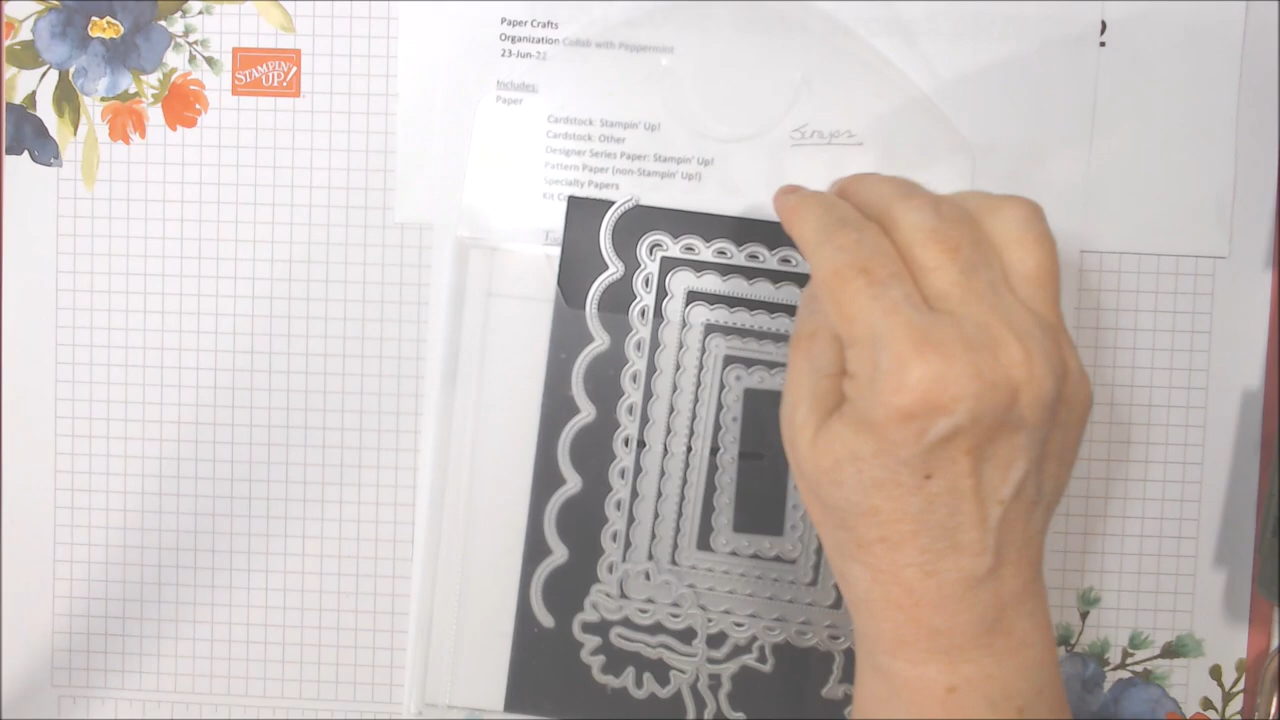 STAMPIN' UP!
Paper Crafts
Organization Collab with Peppermint
23-Jun-22
Includes:
Paper
Scraps
Cardstock: Stampin' Up!
Cardstock: Other
Designer Series Paper: Stampin' Up!
Pattern Paper (non-Stampin' Up!)
Specialty Papers
Kit
?